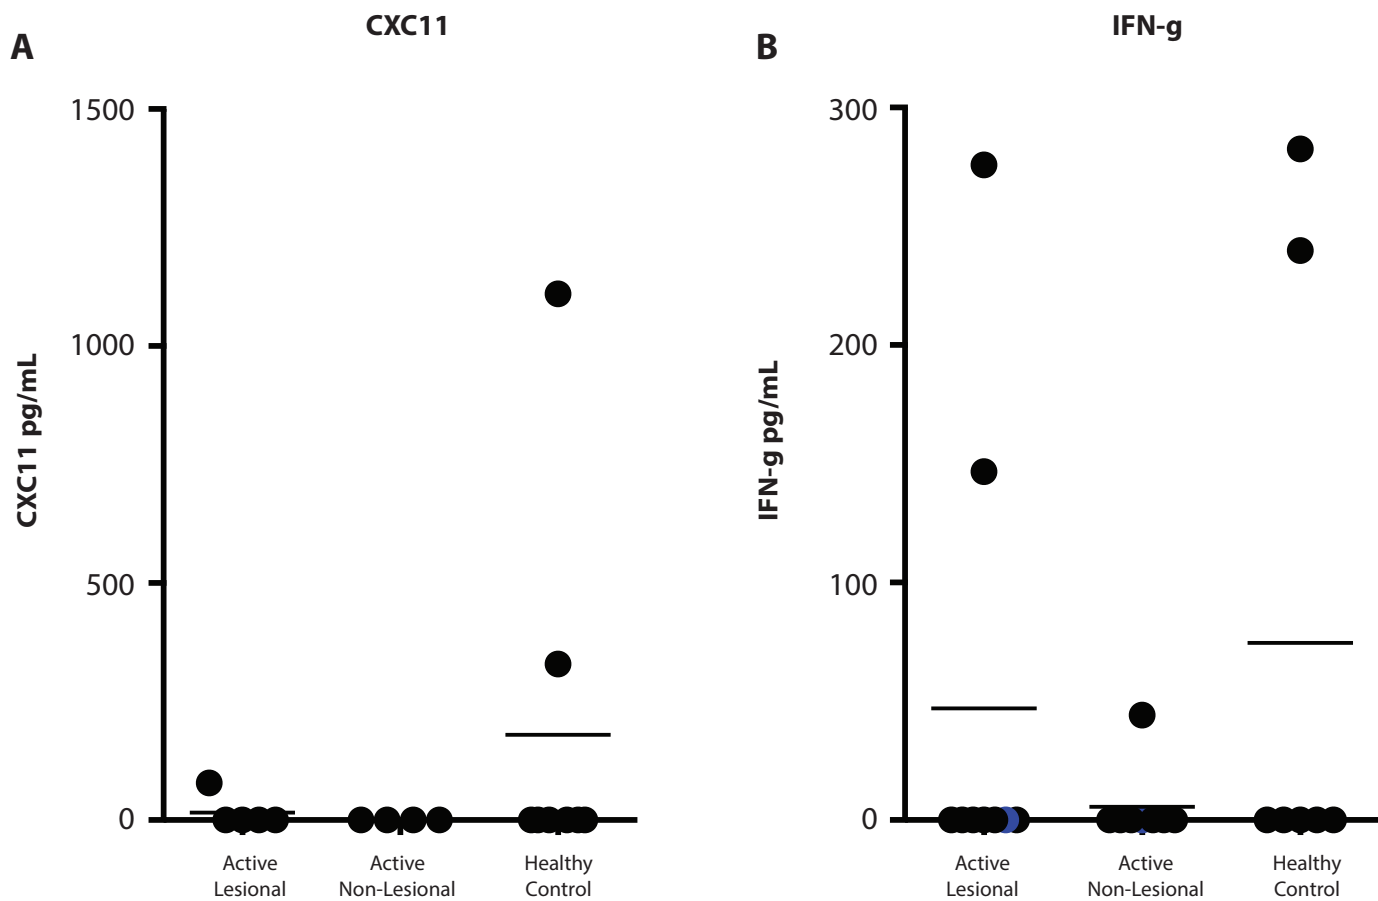 A
CXC11
CXC11 pg/mL
1500
1000
500
0
Active
Lesional
Active
Non-Lesional
Healthy
Control
B
IFN-g
IFN-g pg/mL
300
200
100
0
Active
Lesional
Active
Non-Lesional
Healthy
Control